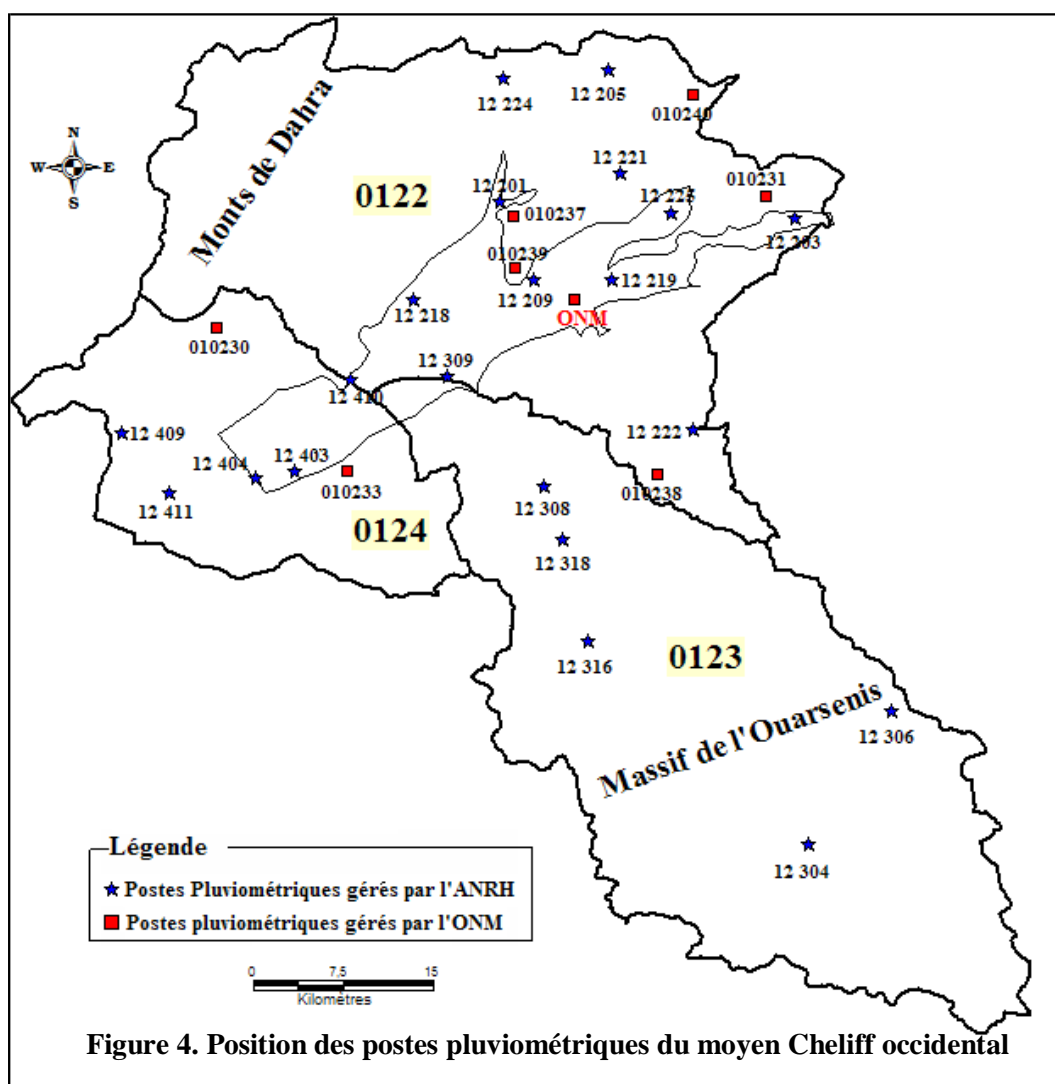 12 224
12 205
010240
N
W
E
S
Monts de Dahra
12 221
010231
0122
12 201
12 225
010237
12 203
010239
12 209
12 219
12 218
ONM
010230
12 309
12 410
12 409
12 222
12 404
12 403
010233
010238
12 411
12 308
0124
12 318
12 316
0123
Massif de l'Ouarsenis
12 306
12 304
Légende
Postes Pluviométriques gérés par l'ANRH
Postes pluviométriques gérés par l'ONM
0 7,5 15
Kilomètres
Figure 4. Position des postes pluviométriques du moyen Cheliff occidental